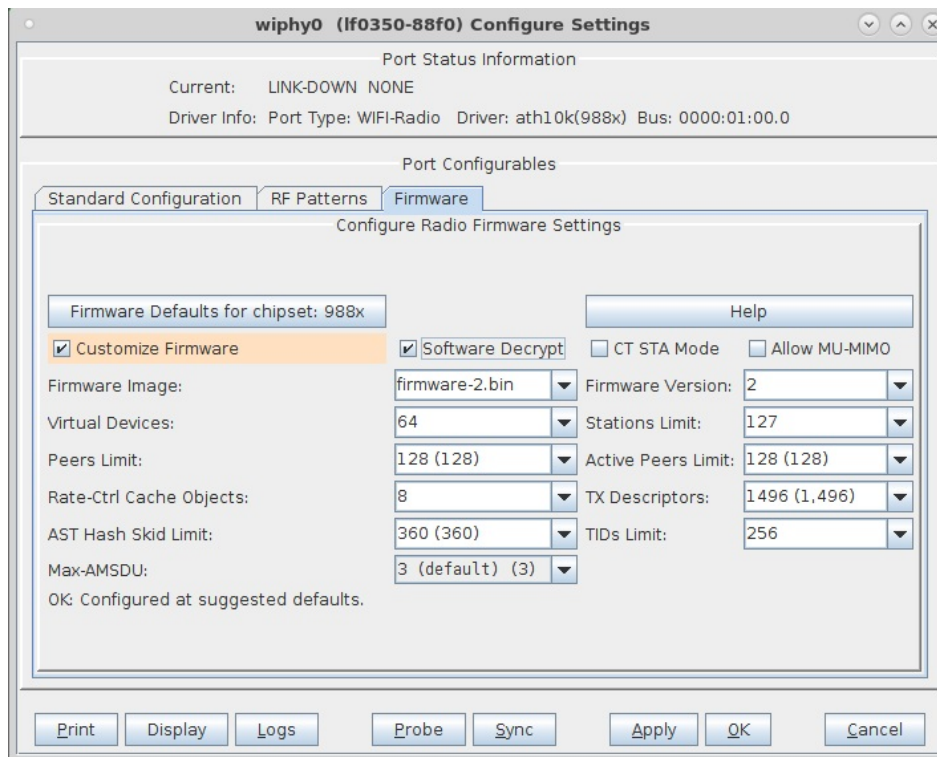 wiphy0 (lf0350-88f0) Configure Settings
Port Status Information
Current: LINK-DOWN NONE
Driver Info: Port Type: WIFI-Radio Driver: ath10k(988x) Bus: 0000:01:00.0
Port Configurables
Standard Configuration RF Patterns Firmware
Configure Radio Firmware Settings
Firmware Defaults for chipset: 988x Help
Customize Firmware Software Decrypt CT STA Mode Allow MU-MIMO
Firmware Image: firmware-2.bin Firmware Version: 2
Virtual Devices: 64 Stations Limit: 127
Peers Limit: 128 (128) Active Peers Limit: 128 (128)
Rate-Ctrl Cache Objects: 8 TX Descriptors: 1496 (1,496)
AST Hash Skid Limit: 360 (360) TIDs Limit: 256
Max-AMSDU: 3 (default) (3)
OK: Configured at suggested defaults.
Print Display Logs Probe Sync Apply OK Cancel